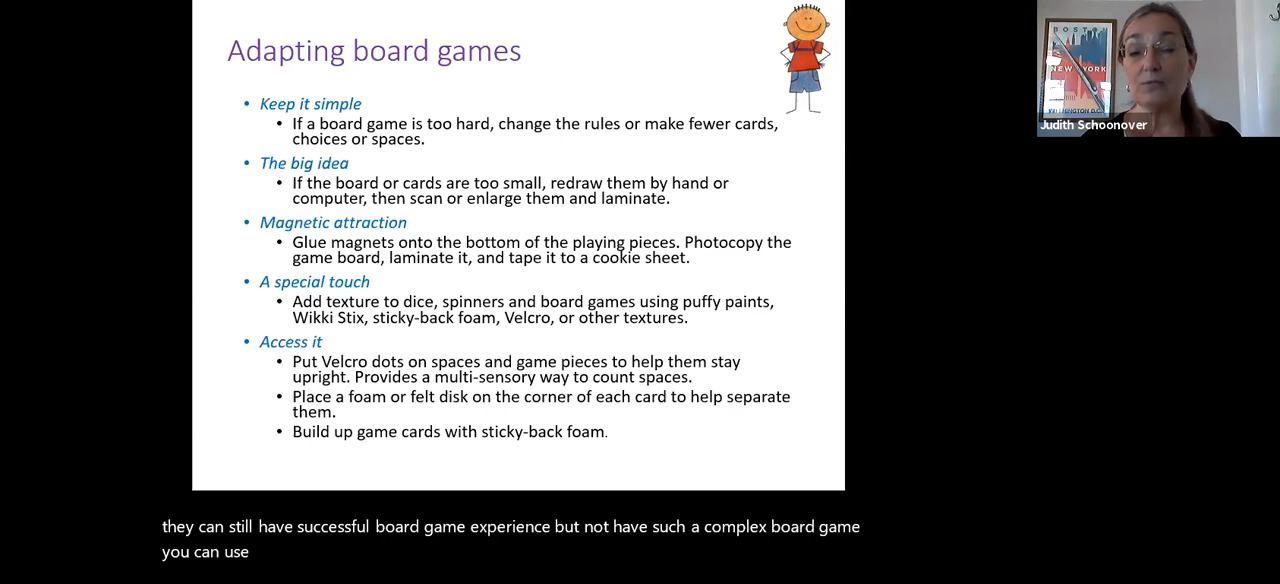 Adapting board games
• Keep it simple
• If a board game is too hard, change the rules or make fewer cards,
choices or spaces.
• The big idea
• If the board or cards are too small, redraw them by hand or
computer, then scan or enlarge them and laminate.
• Magnetic attraction
• Glue magnets onto the bottom of the playing pieces. Photocopy the
game board, laminate it, and tape it to a cookie sheet.
• A special touch
• Add texture to dice, spinners and board games using puffy paints,
Wikki Stix, sticky-back foam, Velcro, or other textures.
• Access it
• Put Velcro dots on spaces and game pieces to help them stay
upright. Provides a multi-sensory way to count spaces.
• Place a foam or felt disk on the corner of each card to help separate
them.
• Build up game cards with sticky-back foam.
BOSTON
NEW YORK
WASHINGTON D.C.
Judith Schoonover
they can still have successful board game experience but not have such a complex board game
you can use